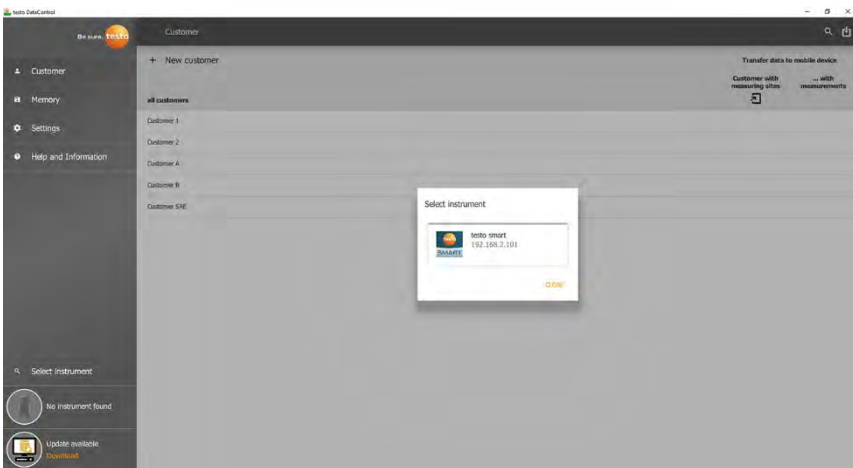 testo DataControl
Be sure. testo
Customer
Customer
Memory
Settings
Help and Information
+ New customer
Transfer data to mobile device
Customer with
measuring sites
... with
measurements
all customers
Customer 1
Customer 2
Customer A
Customer B
Customer SAE
Select instrument
testo smart
192.168.2.101
SMART
CLOSE
Select instrument
No instrument found
Update available
Download